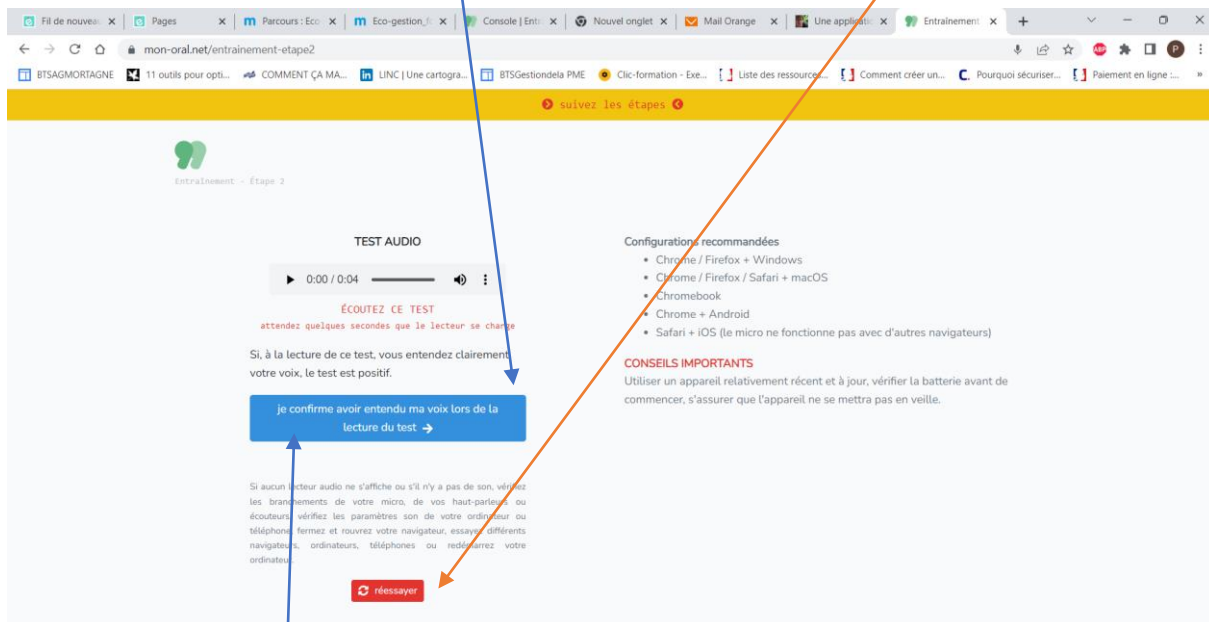 Fil de nouveau Pages Parcours : Eco Eco-gestion_f Console | Entr Nouvel onglet Mail Orange Une applicatio Entraînement
mon-oral.net/entrainement-etape2
BTSAGMORTAGNE 11 outils pour opti... COMMENT ÇA MA... LINC | Une cartogra... BTSGestiondela PME Clic-formation - Exe... Liste des ressources... Comment créer un... Pourquoi sécuriser... Paiement en ligne :... »
suivez les étapes
Entraînement - Étape 2
TEST AUDIO
0:00 / 0:04
ÉCOUTEZ CE TEST
attendez quelques secondes que le lecteur se charge
Si, à la lecture de ce test, vous entendez clairement
votre voix, le test est positif.
je confirme avoir entendu ma voix lors de la
lecture du test →
Si aucun lecteur audio ne s'affiche ou s'il n'y a pas de son, vérifiez
les branchements de votre micro, de vos haut-parleurs ou
écouteurs, vérifiez les paramètres son de votre ordinateur ou
téléphone, fermez et rouvrez votre navigateur, essayez différents
navigateurs, ordinateurs, téléphones ou redémarrez votre
ordinateur.
réessayer
Configurations recommandées
• Chrome / Firefox + Windows
• Chrome / Firefox / Safari + macOS
• Chromebook
• Chrome + Android
• Safari + iOS (le micro ne fonctionne pas avec d'autres navigateurs)
CONSEILS IMPORTANTS
Utiliser un appareil relativement récent et à jour, vérifier la batterie avant de
commencer, s'assurer que l'appareil ne se mettra pas en veille.